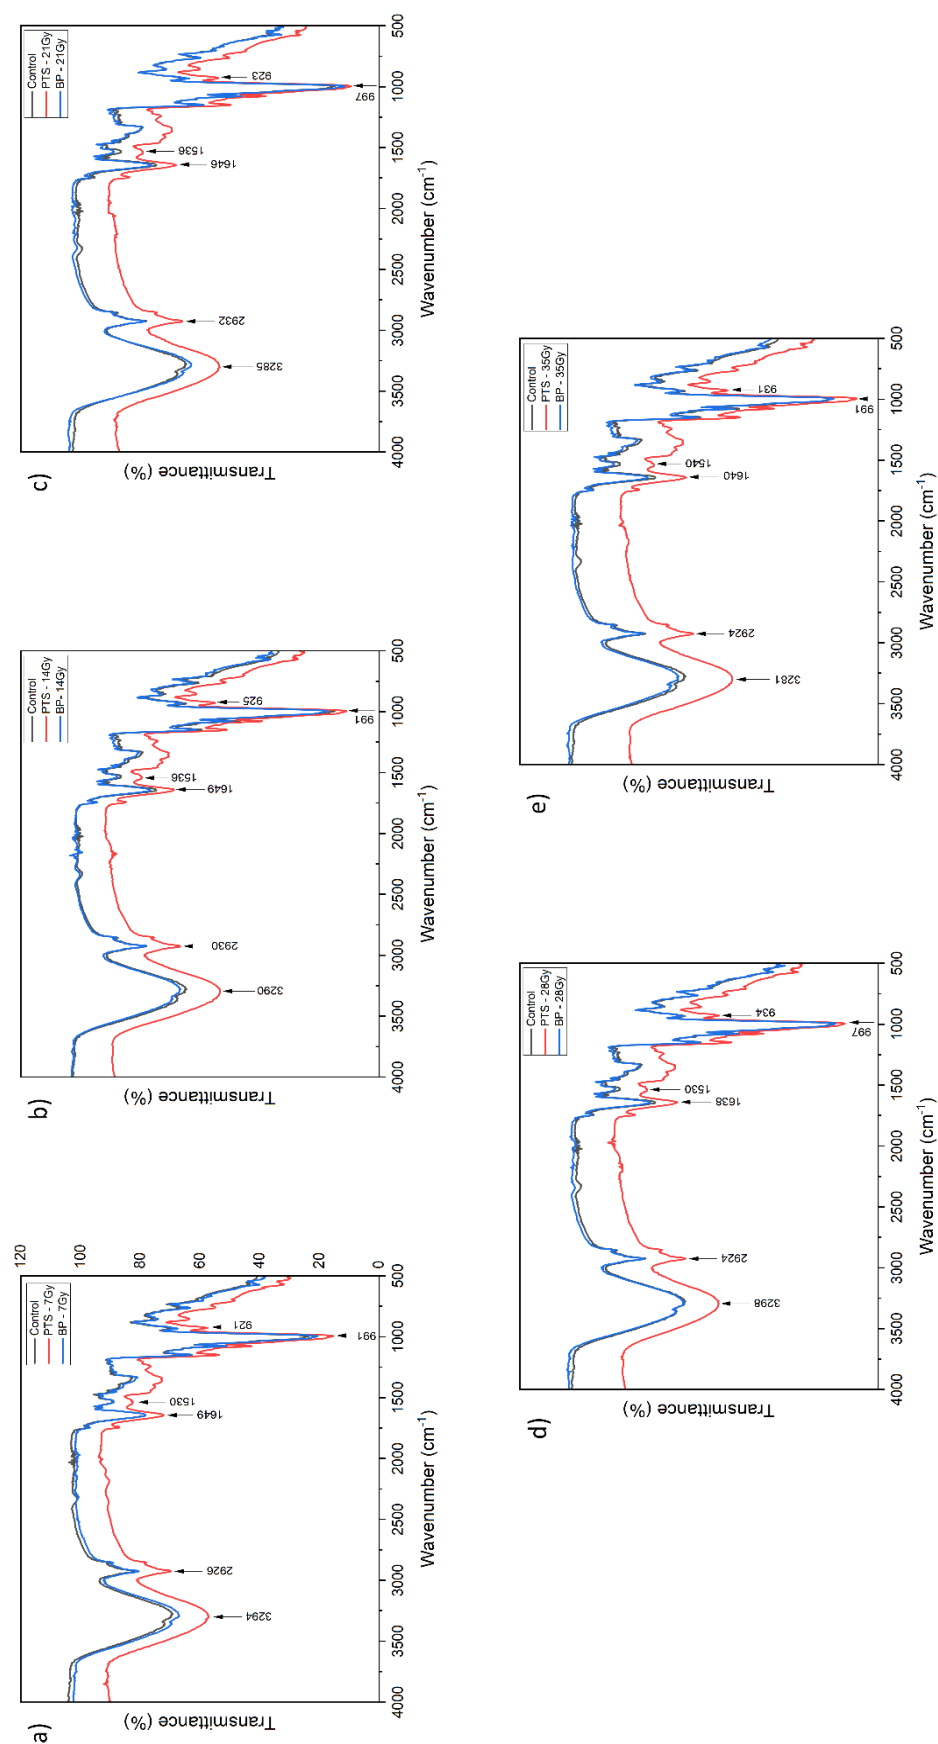 a)
Control
PTS - 7Gy
BP - 7Gy
Transmittance (%)
120
100
80
60
40
20
0
3294
2926
1649
1530
921
991
4000 3500 3000 2500 2000 1500 1000 500
Wavenumber (cm⁻¹)
b)
Control
PTS - 14Gy
BP- 14Gy
Transmittance (%)
3290
2930
1649
1536
925
991
4000 3500 3000 2500 2000 1500 1000 500
Wavenumber (cm⁻¹)
c)
Control
PTS - 21Gy
BP - 21Gy
Transmittance (%)
3285
2932
1646
1536
923
997
4000 3500 3000 2500 2000 1500 1000 500
Wavenumber (cm⁻¹)
d)
Control
PTS - 28Gy
BP - 28Gy
Transmittance (%)
3298
2924
1638
1530
934
997
4000 3500 3000 2500 2000 1500 1000 500
Wavenumber (cm⁻¹)
e)
Control
PTS - 35Gy
BP - 35Gy
Transmittance (%)
3281
2924
1640
1540
931
991
4000 3500 3000 2500 2000 1500 1000 500
Wavenumber (cm⁻¹)